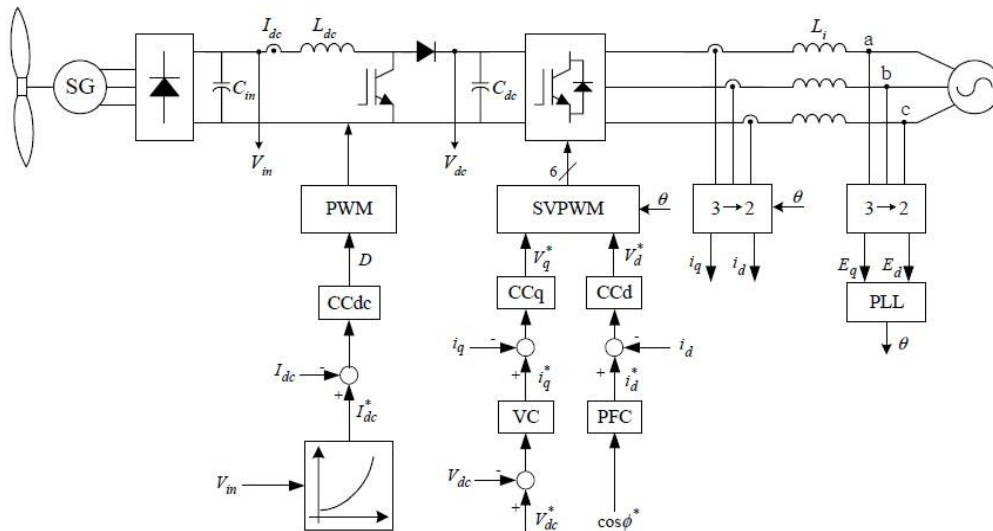 I_dc L_dc L_i a
SG C_in C_dc b
c
V_in V_dc
6
PWM SVPWM θ 3→2 θ 3→2
D V_q^* V_d^* i_q i_d E_q E_d
CCdc CCq CCd PLL
i_q - - i_d θ
I_dc - + i_q^* + i_d^*
+ I_dc^* VC PFC
V_in V_dc -
+ V_dc^* cosϕ^*